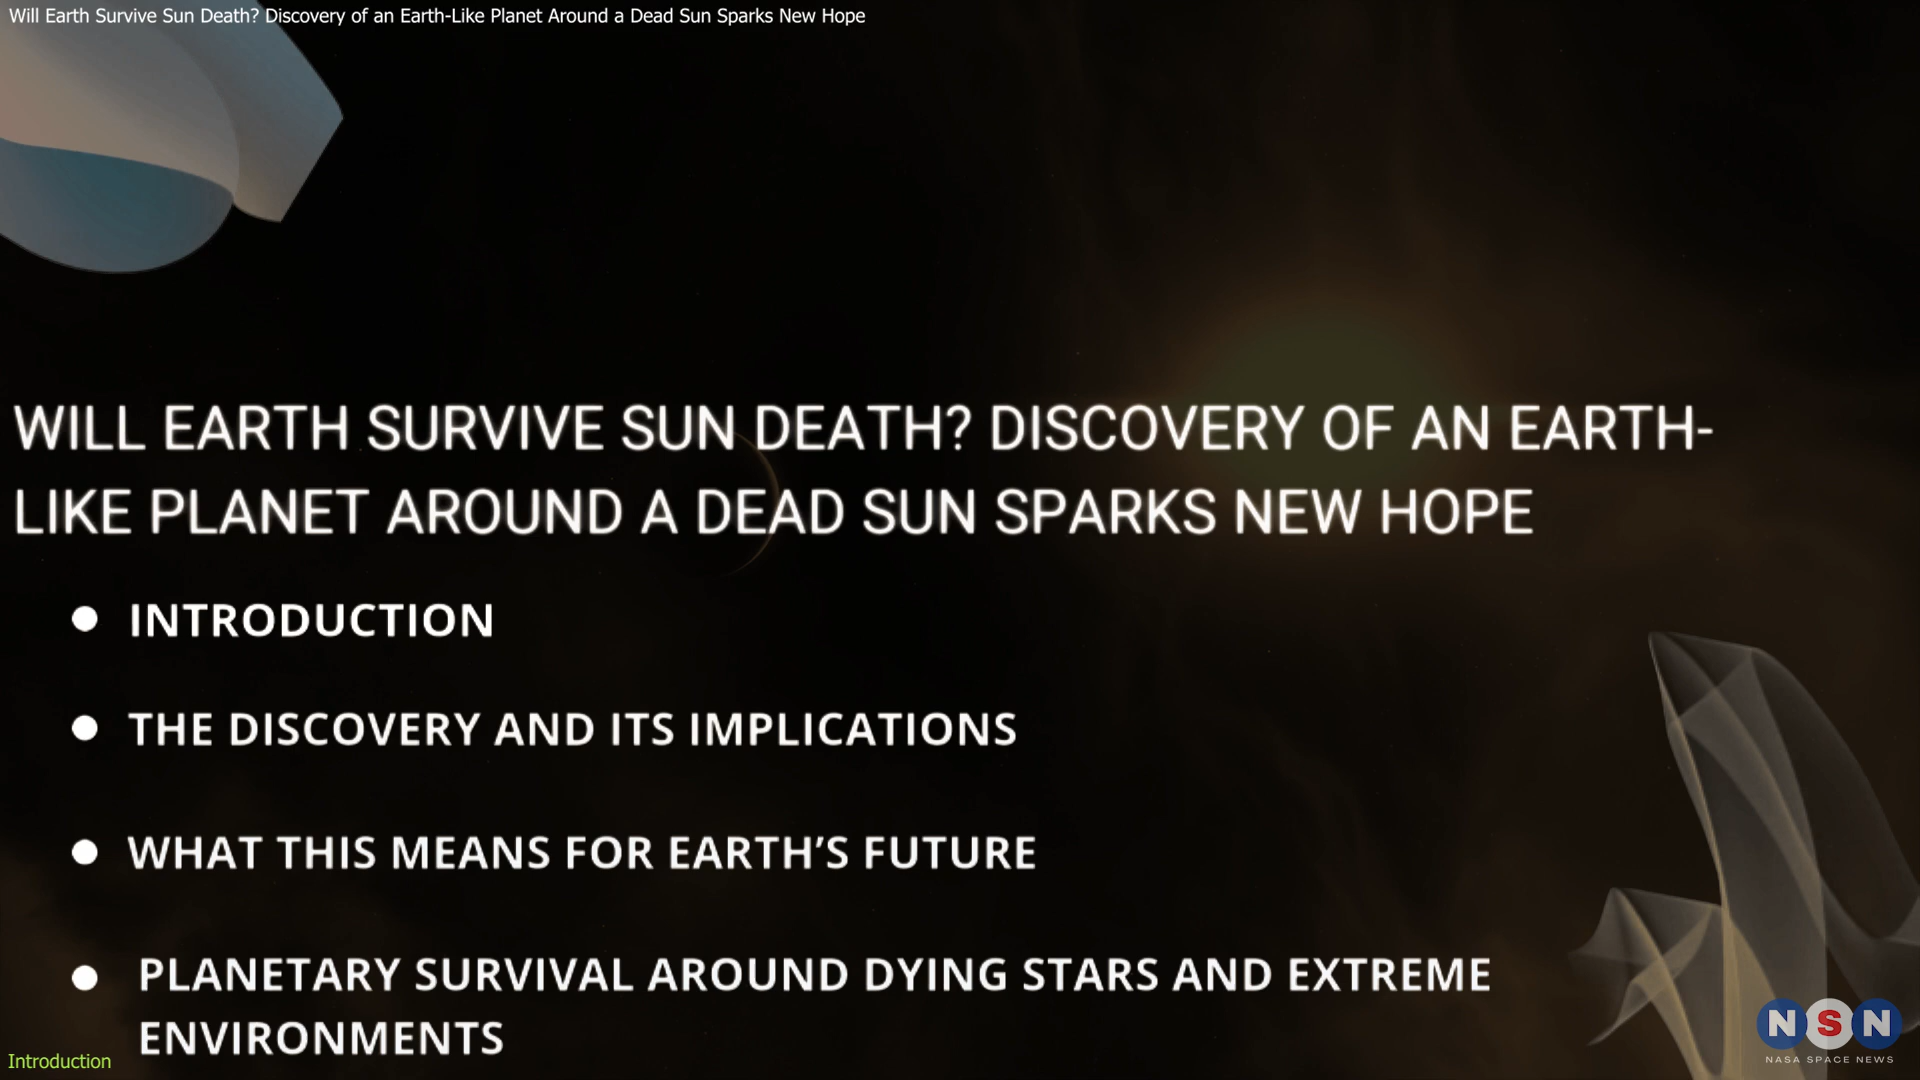 Will Earth Survive Sun Death? Discovery of an Earth-Like Planet Around a Dead Sun Sparks New Hope
WILL EARTH SURVIVE SUN DEATH? DISCOVERY OF AN EARTH-
LIKE PLANET AROUND A DEAD SUN SPARKS NEW HOPE
● INTRODUCTION
● THE DISCOVERY AND ITS IMPLICATIONS
● WHAT THIS MEANS FOR EARTH’S FUTURE
● PLANETARY SURVIVAL AROUND DYING STARS AND EXTREME
ENVIRONMENTS
Introduction
NSN
NASA SPACE NEWS